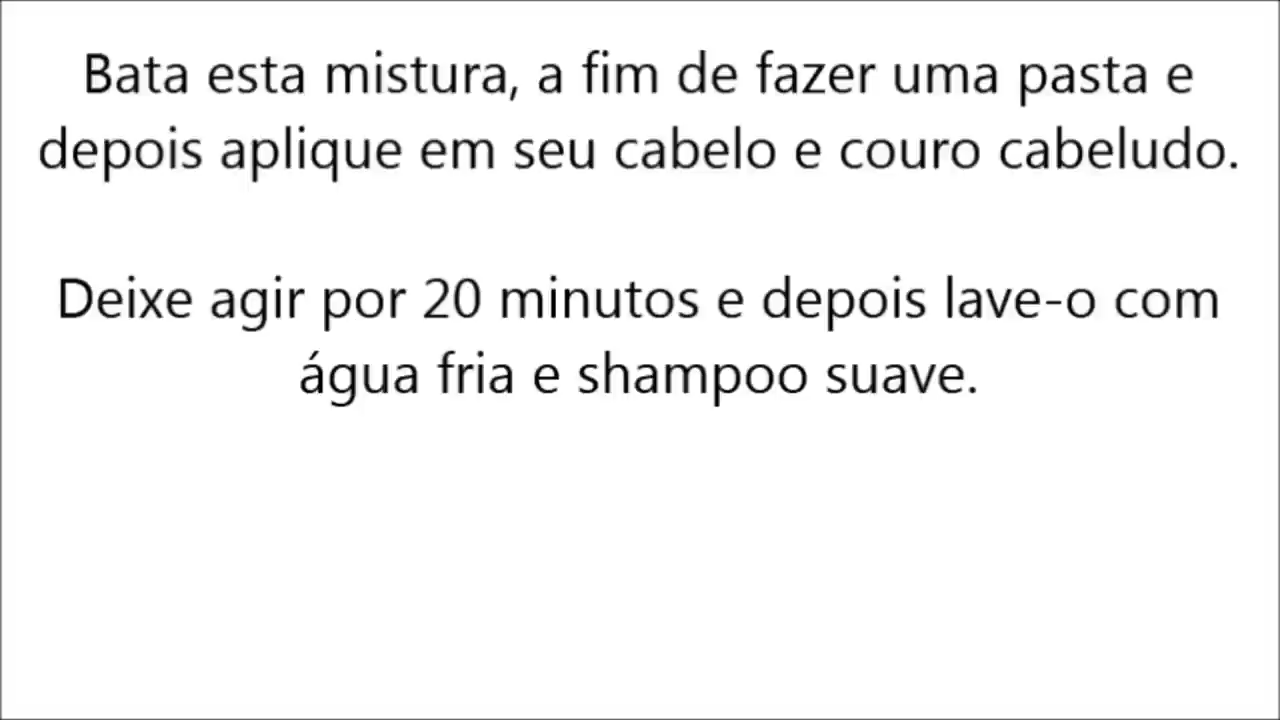 Bata esta mistura, a fim de fazer uma pasta e
depois aplique em seu cabelo e couro cabeludo.
Deixe agir por 20 minutos e depois lave-o com
água fria e shampoo suave.